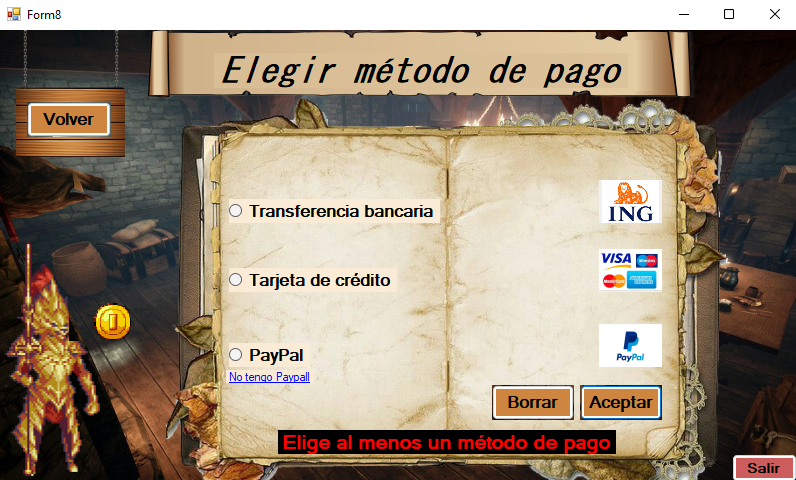 Form8
Elegir método de pago
Volver
Transferencia bancaria
ING
Tarjeta de crédito
VISA
PayPal
PayPal
No tengo Paypall
Borrar
Aceptar
Elige al menos un método de pago
Salir